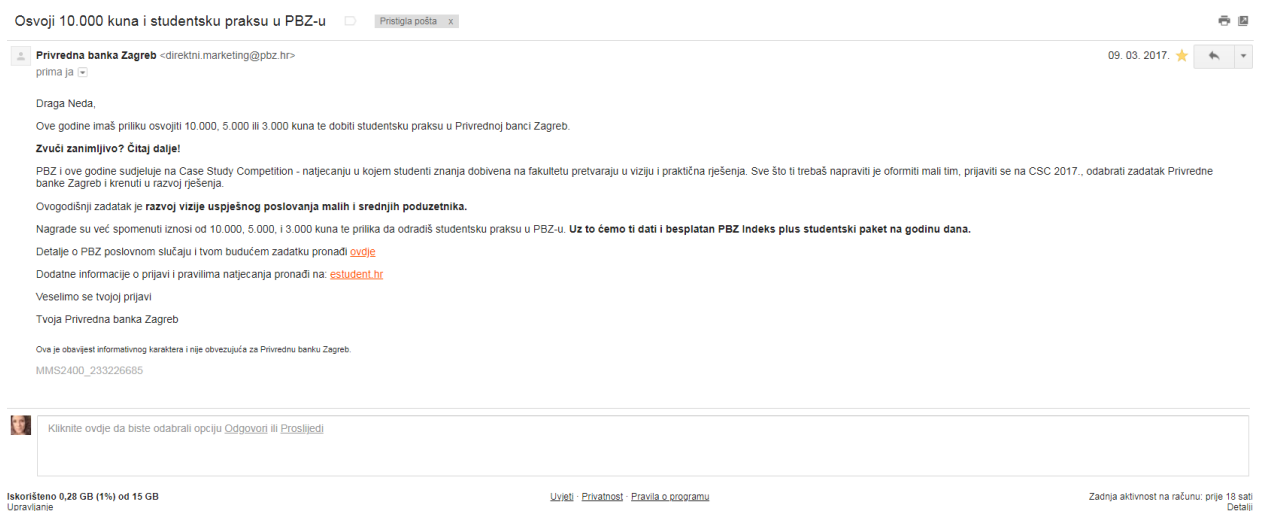 Osvoji 10.000 kuna i studentsku praksu u PBZ-u
Pristigla pošta x
Privredna banka Zagreb <direktni.marketing@pbz.hr>
09. 03. 2017.
prima ja
Draga Neda,
Ove godine imaš priliku osvojiti 10.000, 5.000 ili 3.000 kuna te dobiti studentsku praksu u Privrednoj banci Zagreb.
Zvuči zanimljivo? Čitaj dalje!
PBZ i ove godine sudjeluje na Case Study Competition - natjecanju u kojem studenti znanja dobivena na fakultetu pretvaraju u viziju i praktična rješenja. Sve što ti trebaš napraviti je oformiti mali tim, prijaviti se na CSC 2017., odabrati zadatak Privredne
banke Zagreb i krenuti u razvoj rješenja.
Ovogodišnji zadatak je razvoj vizije uspješnog poslovanja malih i srednjih poduzetnika.
Nagrade su već spomenuti iznosi od 10.000, 5.000, i 3.000 kuna te prilika da odradiš studentsku praksu u PBZ-u. Uz to ćemo ti dati i besplatan PBZ Indeks plus studentski paket na godinu dana.
Detalje o PBZ poslovnom slučaju i tvom budućem zadatku pronađi ovdje
Dodatne informacije o prijavi i pravilima natjecanja pronađi na: estudent.hr
Veselimo se tvojoj prijavi
Tvoja Privredna banka Zagreb
Ova je obavijest informativnog karaktera i nije obvezujuća za Privrednu banku Zagreb.
MMS2400_233226685
Kliknite ovdje da biste odabrali opciju Odgovori ili Proslijedi
Iskorišteno 0,28 GB (1%) od 15 GB
Upravljanje
Uvjeti · Privatnost · Pravila o programu
Zadnja aktivnost na računu: prije 18 sati
Detalji